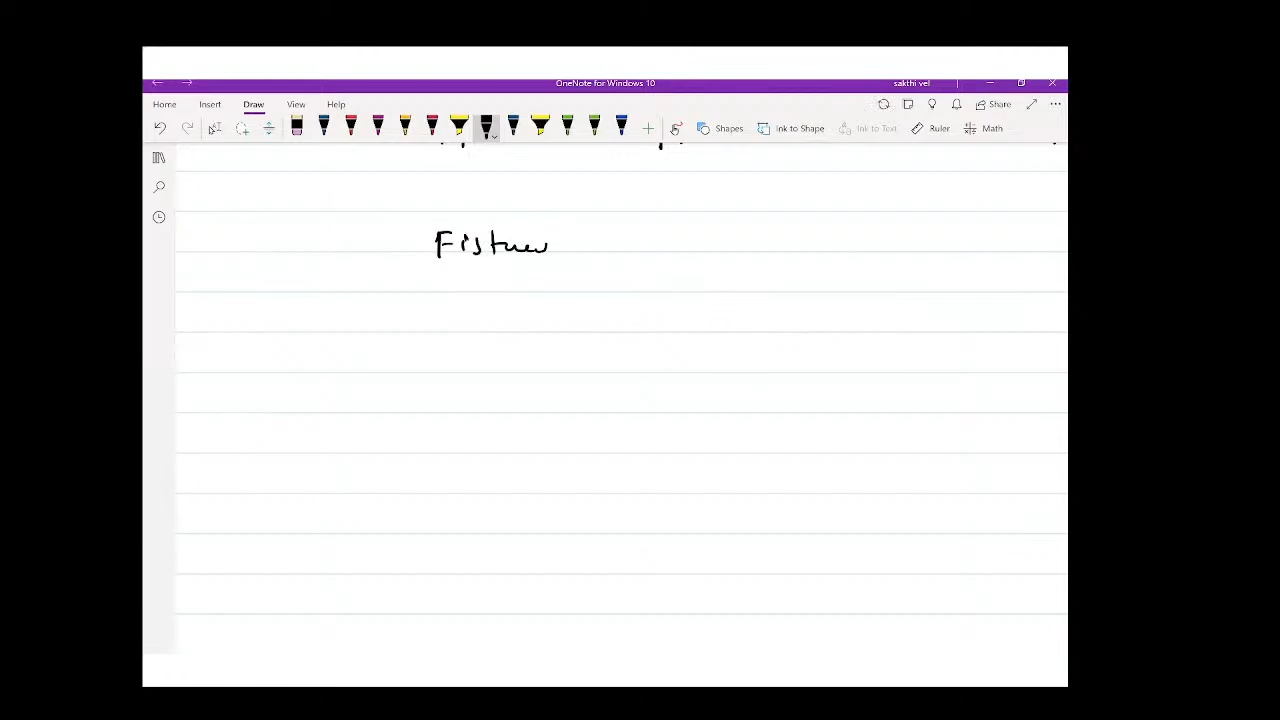 OneNote for Windows 10 sakthi vel
Home Insert Draw View Help Share
Shapes Ink to Shape Ink to Text Ruler Math